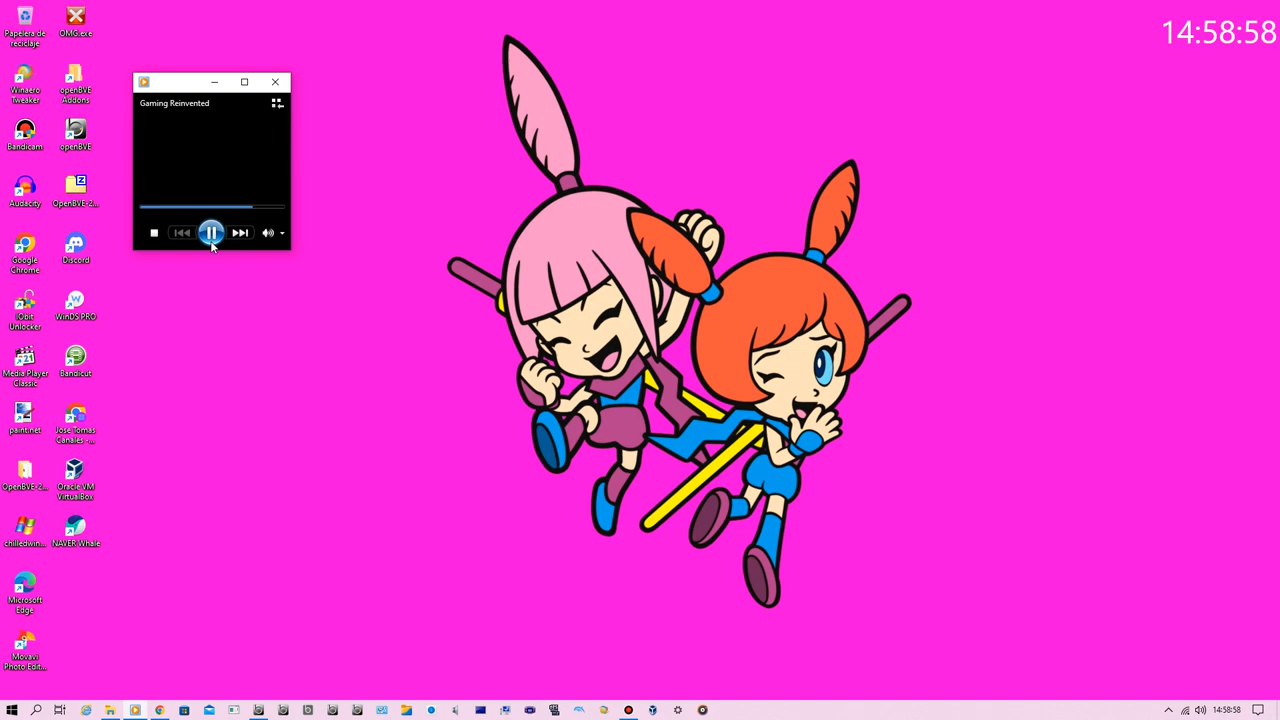 14:58:58
Papelera de
reciclaje
OMG.exe
Winaero
Tweaker
openBVE
Addons
Bandicam
openBVE
Audacity
OpenBVE-2...
Google
Chrome
Discord
IObit
Unlocker
WinDS PRO
Media Player
Classic
Bandicut
paint.net
Jose Tomas
Canales -...
OpenBVE-2...
Oracle VM
VirtualBox
chilledwin...
NAVER Whale
Microsoft
Edge
Movavi
Photo Edit...
Gaming Reinvented
14:58:58